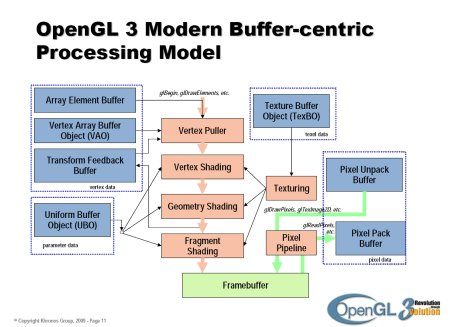 OpenGL 3 Modern Buffer-centric
Processing Model
Array Element Buffer
glBegin, glDrawElements, etc.
Texture Buffer
Object (TexBO)
texel data
Vertex Array Buffer
Object (VAO)
Vertex Puller
Transform Feedback
Buffer
vertex data
Vertex Shading
Texturing
Pixel Unpack
Buffer
Uniform Buffer
Object (UBO)
parameter data
Geometry Shading
glDrawPixels, glTexImage2D, etc.
glReadPixels,
etc.
Fragment
Shading
Pixel
Pipeline
Pixel Pack
Buffer
pixel data
Framebuffer
© Copyright Khronos Group, 2009 - Page 11
OpenGL 3
Revolution
through
Evolution